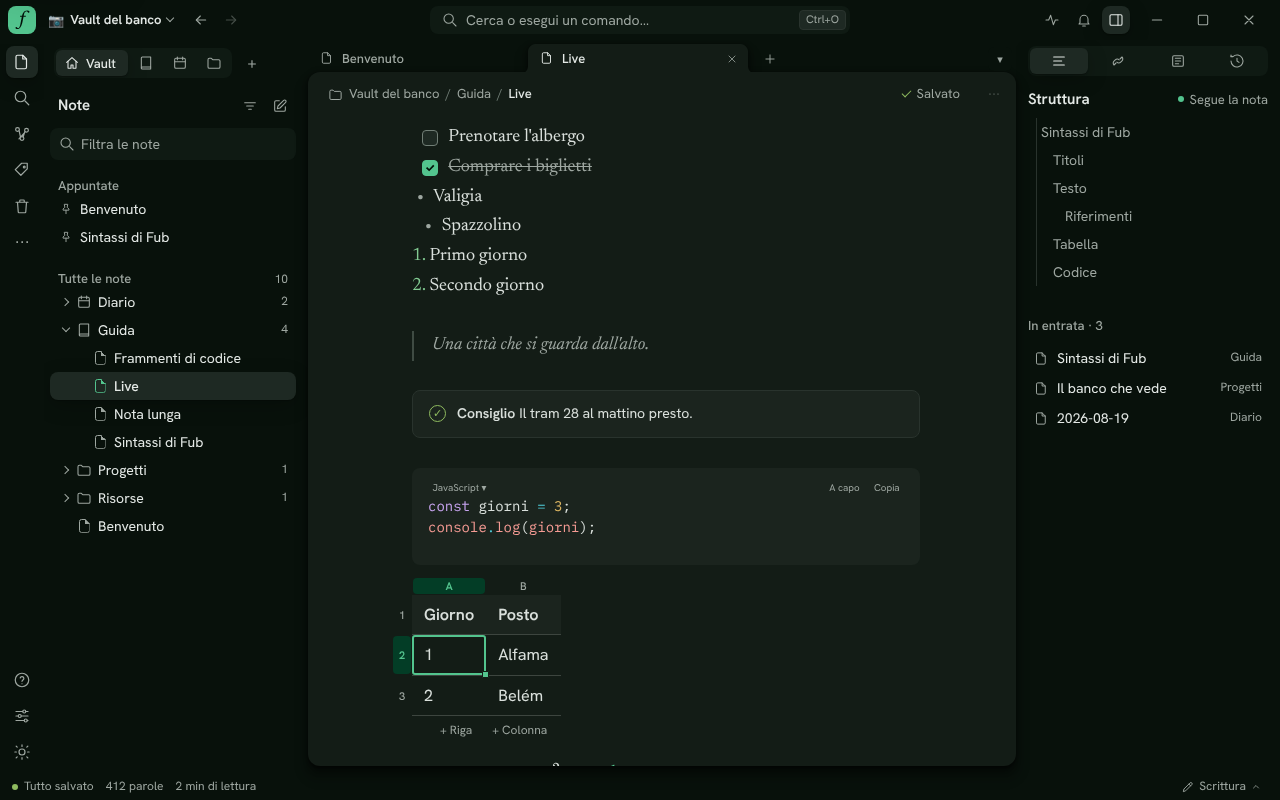 Vault del banco
Cerca o esegui un comando...
Ctrl+O
Vault
Benvenuto
Live
Note
Filtra le note
Appuntate
Benvenuto
Sintassi di Fub
Tutte le note 10
Diario 2
Guida 4
Frammenti di codice
Live
Nota lunga
Sintassi di Fub
Progetti 1
Risorse 1
Benvenuto
Vault del banco / Guida / Live
Salvato
Prenotare l'albergo
Comprare i biglietti
Valigia
Spazzolino
1. Primo giorno
2. Secondo giorno
Una città che si guarda dall'alto.
Consiglio Il tram 28 al mattino presto.
JavaScript
A capo Copia
const giorni = 3;
console.log(giorni);
A B
1 Giorno Posto
2 1 Alfama
3 2 Belém
+ Riga + Colonna
Struttura
Segue la nota
Sintassi di Fub
Titoli
Testo
Riferimenti
Tabella
Codice
In entrata · 3
Sintassi di Fub Guida
Il banco che vede Progetti
2026-08-19 Diario
Tutto salvato 412 parole 2 min di lettura
Scrittura